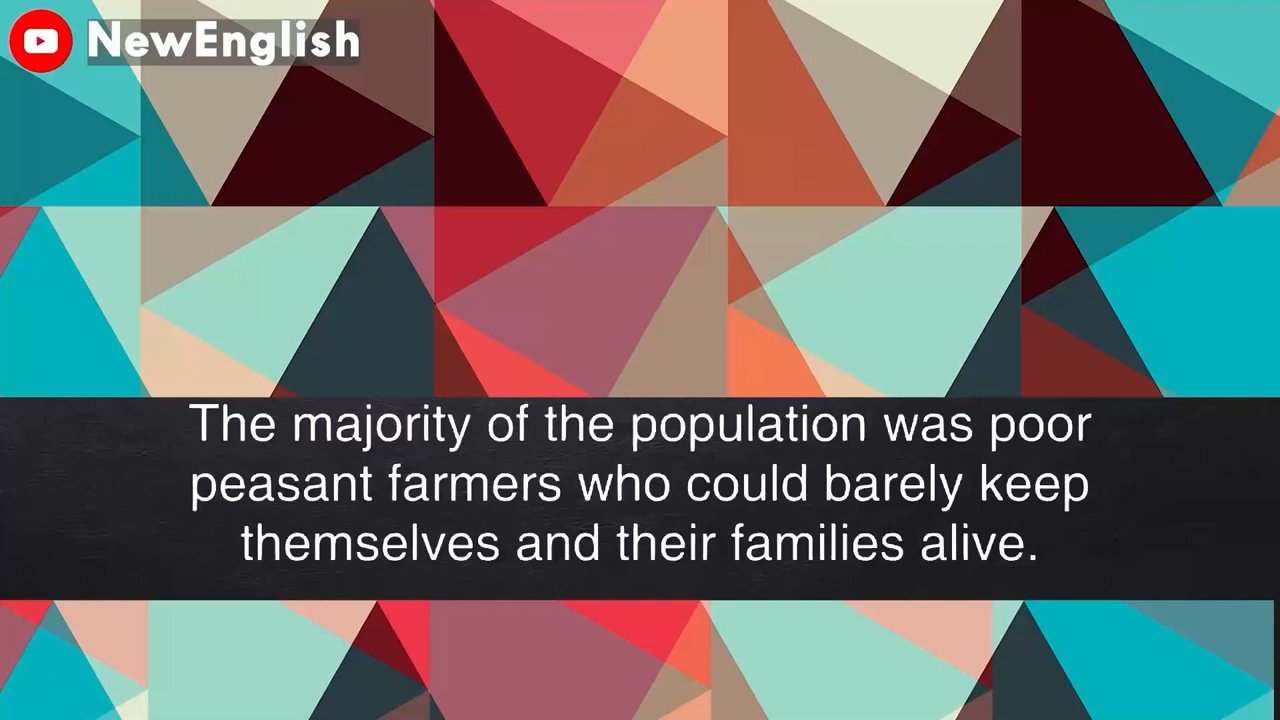 NewEnglish
The majority of the population was poor
peasant farmers who could barely keep
themselves and their families alive.